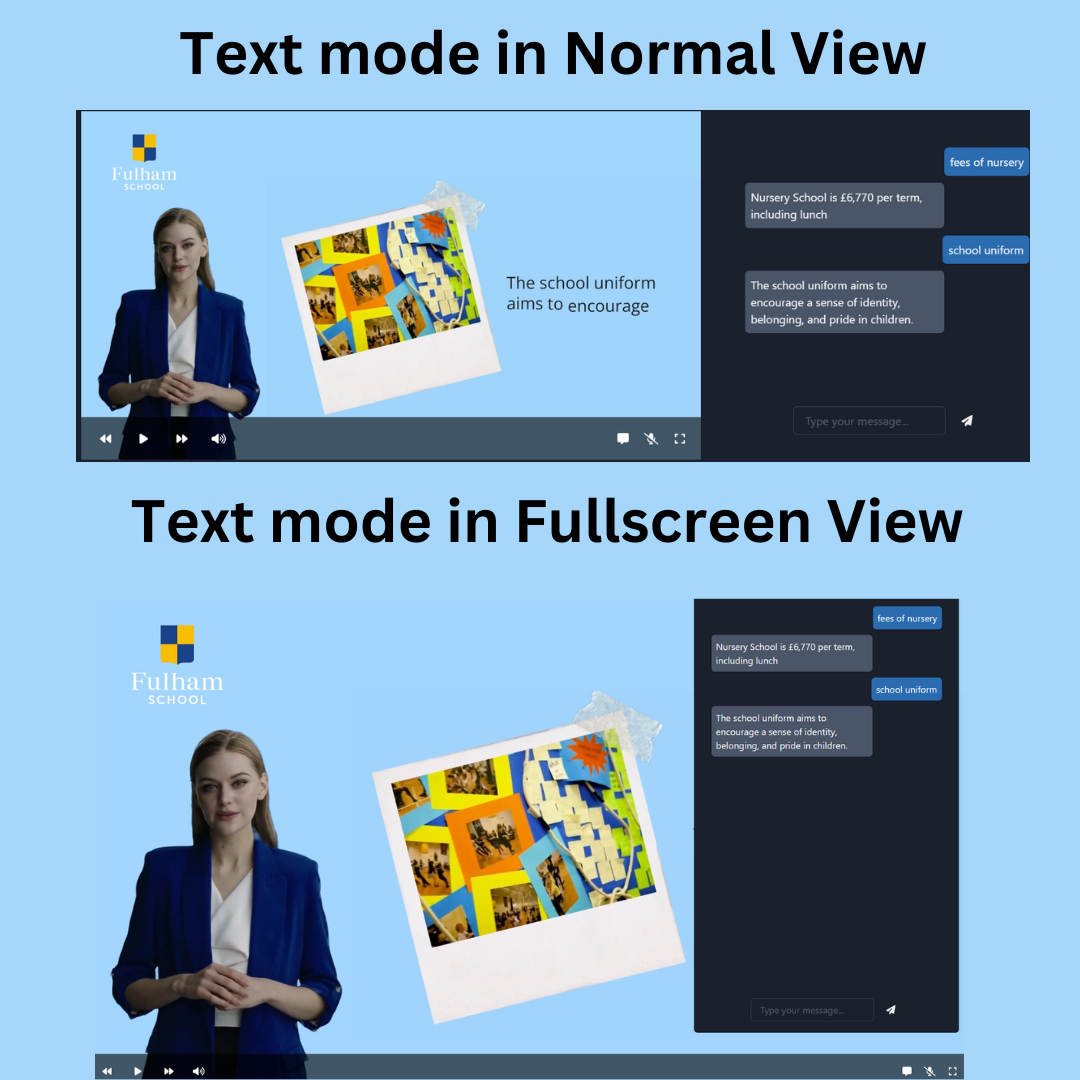 Text mode in Normal View
Fulham
SCHOOL
The school uniform
aims to encourage
fees of nursery
Nursery School is £6,770 per term,
including lunch
school uniform
The school uniform aims to
encourage a sense of identity,
belonging, and pride in children.
Type your message...
Text mode in Fullscreen View
Fulham
SCHOOL
fees of nursery
Nursery School is £6,770 per term,
including lunch
school uniform
The school uniform aims to
encourage a sense of identity,
belonging, and pride in children.
Type your message...